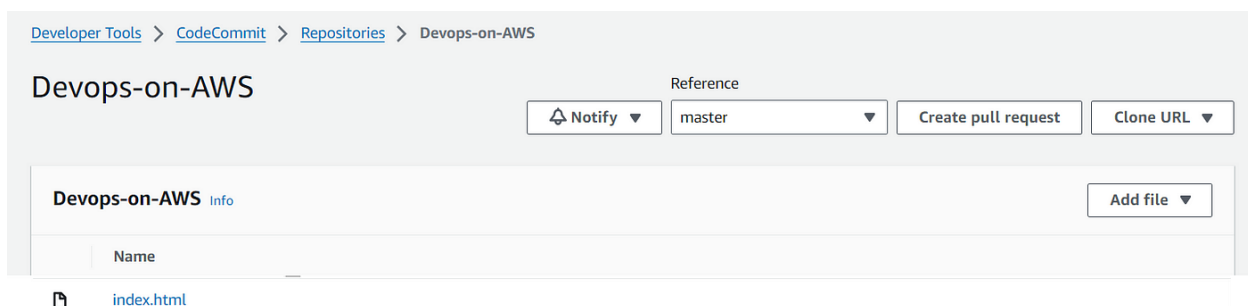 Developer Tools > CodeCommit > Repositories > Devops-on-AWS
Devops-on-AWS
Reference
Notify master Create pull request Clone URL
Devops-on-AWS Info
Add file
Name
index.html